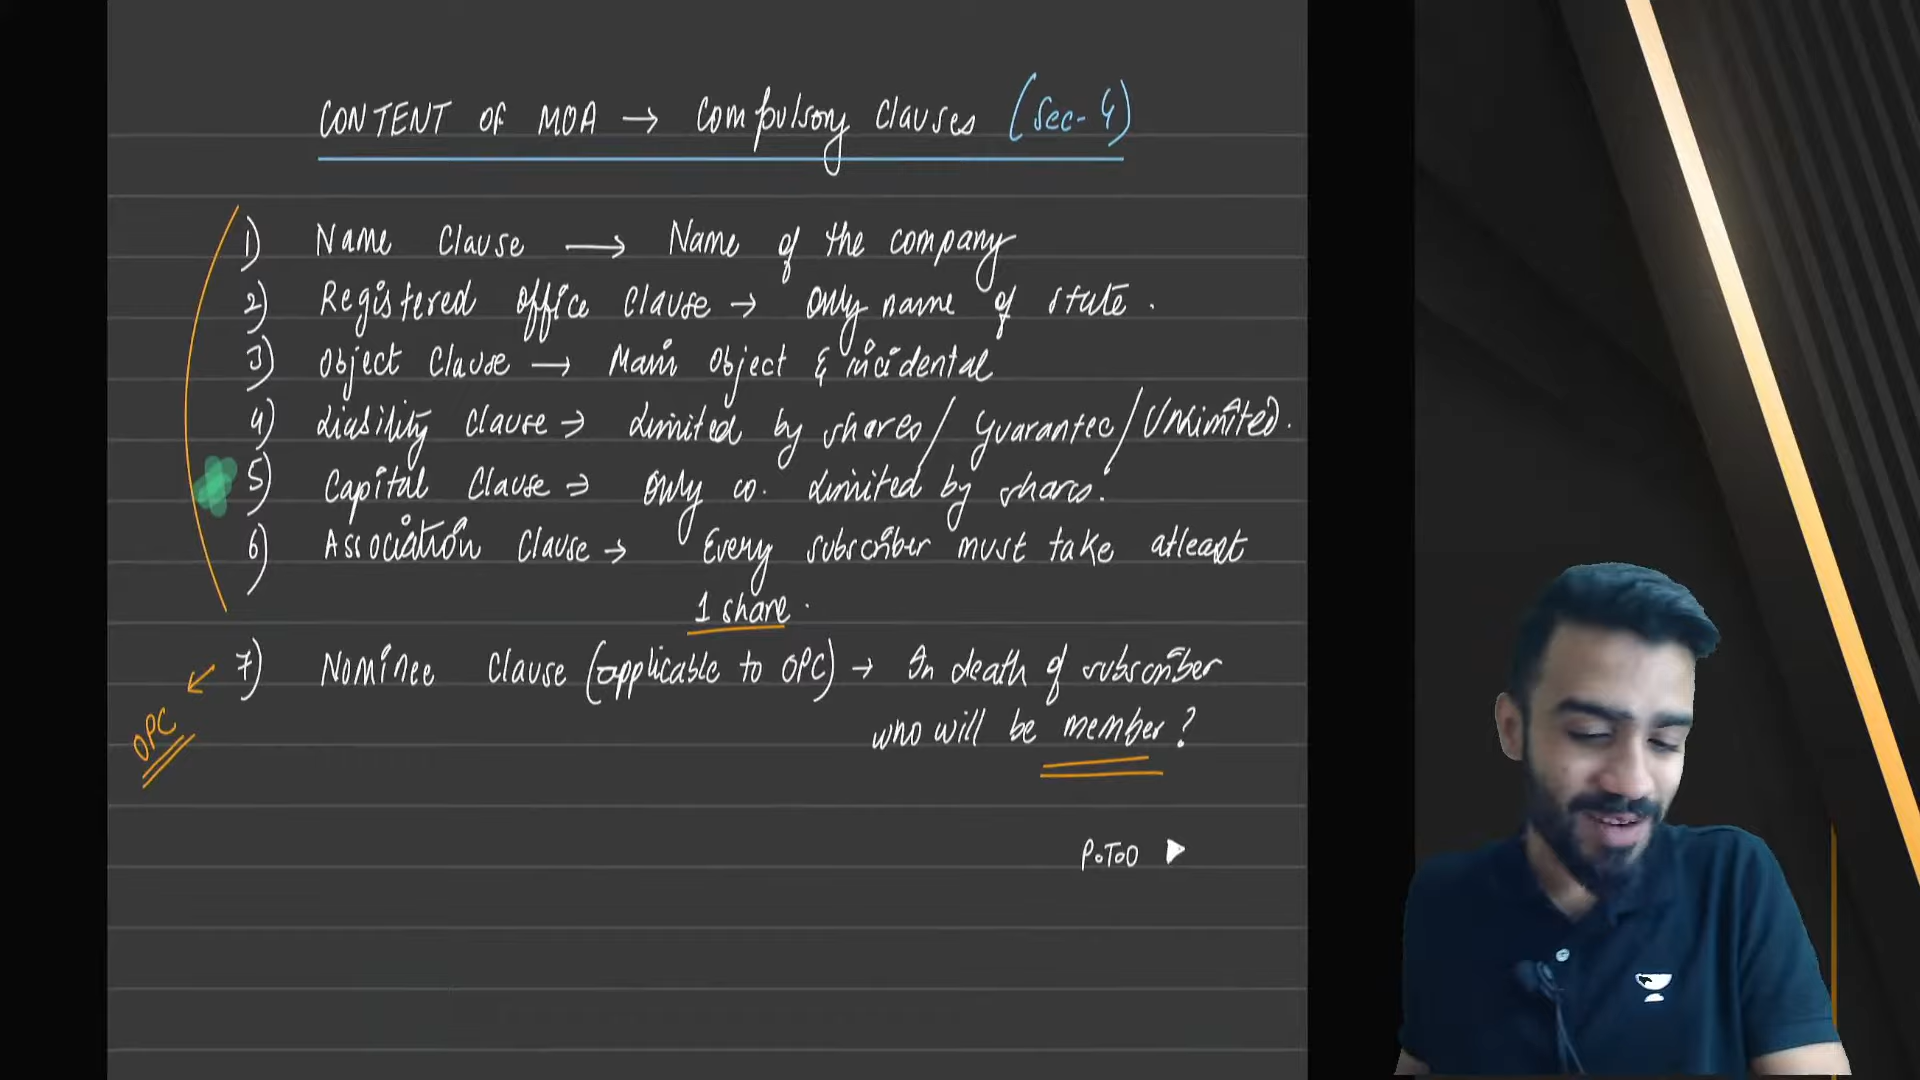 CONTENT OF MOA → Compulsory Clauses (Sec-4)
1) Name Clause → Name of the company
2) Registered office Clause → Only name of state.
3) Object Clause → Main Object & incidental
4) Liability Clause → Limited by shares/ guarantee/Unlimited.
5) Capital Clause → Only co. Limited by shares.
6) Association Clause → Every subscriber must take atleast
1 share.
7) Nominee Clause (applicable to OPC) → In death of subscriber
who will be member?
OPC
P.T.O ▶